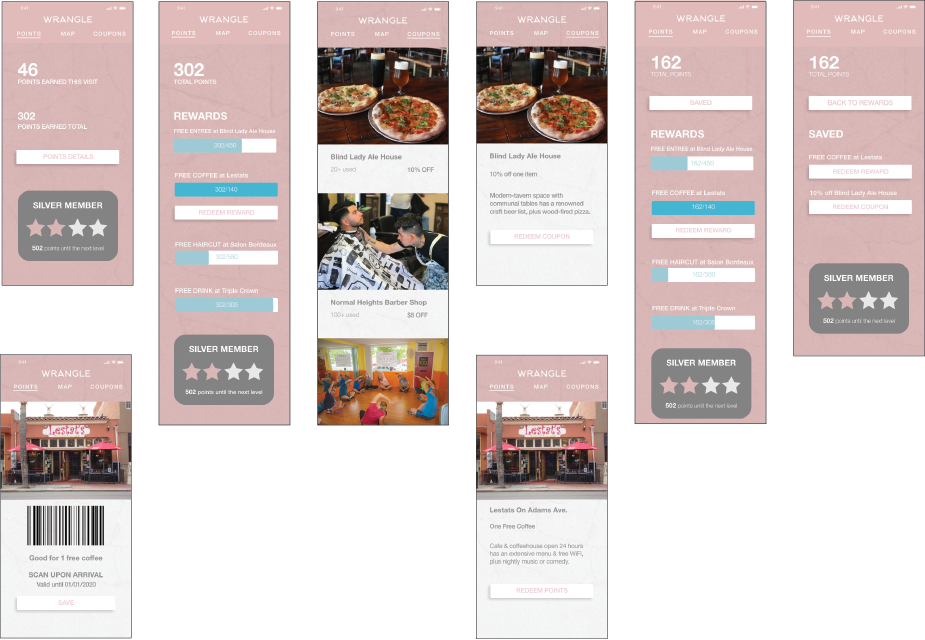 9:41
WRANGLE
POINTS MAP COUPONS
46
POINTS EARNED THIS VISIT
302
POINTS EARNED TOTAL
POINTS DETAILS
SILVER MEMBER
502 points until the next level
9:41
WRANGLE
POINTS MAP COUPONS
302
TOTAL POINTS
REWARDS
FREE ENTREE at Blind Lady Ale House
300/450
FREE COFFEE at Lestats
302/140
REDEEM REWARD
FREE HAIRCUT at Salon Bordeaux
FREE DRINK at Triple Crown
SILVER MEMBER
502 points until the next level
9:41
WRANGLE
POINTS MAP COUPONS
Blind Lady Ale House
20+ used 10% OFF
Normal Heights Barber Shop
100+ used $5 OFF
9:41
WRANGLE
POINTS MAP COUPONS
Blind Lady Ale House
10% off one item
Modern-tavern space with
communal tables has a renowned
craft beer list, plus wood-fired pizza.
REDEEM COUPON
9:41
WRANGLE
POINTS MAP COUPONS
162
TOTAL POINTS
SAVED
REWARDS
FREE ENTREE at Blind Lady Ale House
162/450
FREE COFFEE at Lestats
162/140
REDEEM REWARD
FREE HAIRCUT at Salon Bordeaux
FREE DRINK at Triple Crown
SILVER MEMBER
502 points until the next level
9:41
WRANGLE
POINTS MAP COUPONS
162
TOTAL POINTS
BACK TO REWARDS
SAVED
FREE COFFEE at Lestats
REDEEM REWARD
10% off Blind Lady Ale House
REDEEM COUPON
SILVER MEMBER
502 points until the next level
9:41
WRANGLE
POINTS MAP COUPONS
Lestat's
Good for 1 free coffee
SCAN UPON ARRIVAL
Valid until 01/01/2020
SAVE
9:41
WRANGLE
POINTS MAP COUPONS
Lestat's
Lestats On Adams Ave.
One Free Coffee
Cafe & coffeehouse open 24 hours
has an extensive menu & free WiFi,
plus nightly music or comedy.
REDEEM POINTS